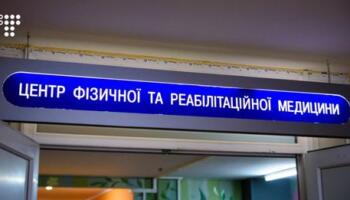 ЦЕНТР ФІЗИЧНОЇ ТА РЕАБІЛІТАЦІЙНОЇ МЕДИЦИНИ